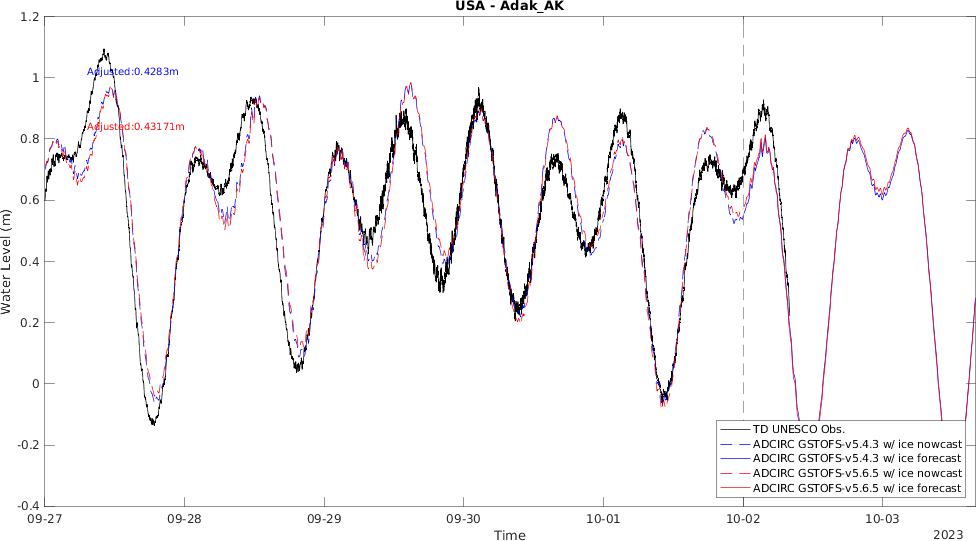 USA - Adak_AK
1.2
1
0.8
0.6
0.4
0.2
0
-0.2
-0.4
Water Level (m)
Adjusted:0.4283m
Adjusted:0.43171m
TD UNESCO Obs.
ADCIRC GSTOFS-v5.4.3 w/ ice nowcast
ADCIRC GSTOFS-v5.4.3 w/ ice forecast
ADCIRC GSTOFS-v5.6.5 w/ ice nowcast
ADCIRC GSTOFS-v5.6.5 w/ ice forecast
09-27 09-28 09-29 09-30 10-01 10-02 10-03
Time
2023